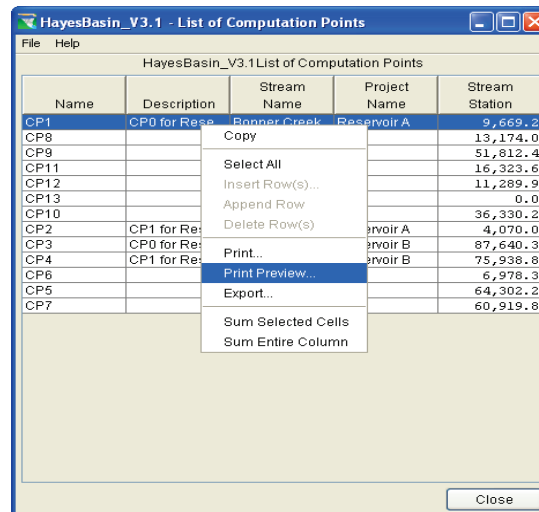 HayesBasin_V3.1 - List of Computation Points
File Help
HayesBasin_V3.1List of Computation Points
Name Description Stream Name Project Name Stream Station
CP1 CP0 for Rese... Bonner Creek Reservoir A 9,669.2
CP8 13,174.0
CP9 51,812.4
CP11 16,323.6
CP12 11,289.9
CP13 0.0
CP10 36,330.2
CP2 CP1 for Res ervoir A 4,070.0
CP3 CP0 for Res ervoir B 87,640.3
CP4 CP1 for Res ervoir B 75,938.8
CP6 6,978.3
CP5 64,302.2
CP7 60,919.8
Copy
Select All
Insert Row(s)...
Append Row
Delete Row(s)
Print...
Print Preview...
Export...
Sum Selected Cells
Sum Entire Column
Close